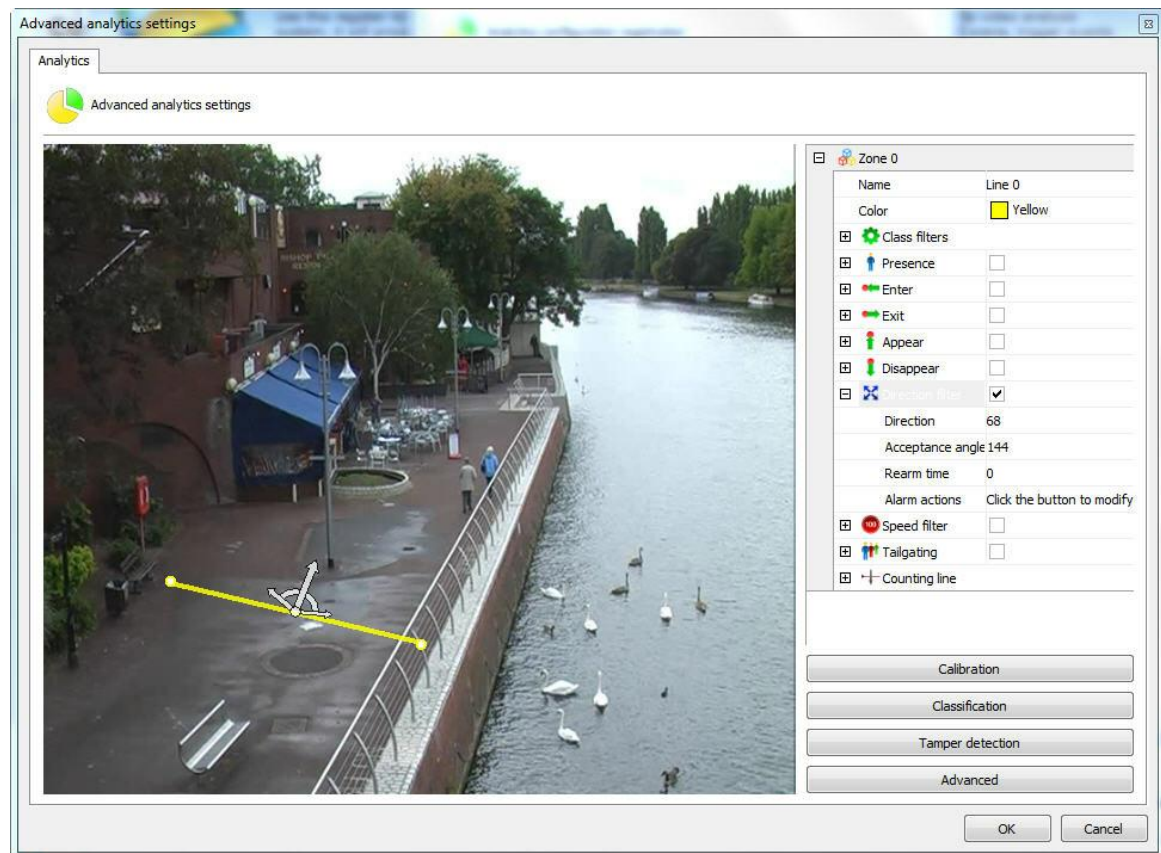 Advanced analytics settings
Analytics
Advanced analytics settings
Zone 0
Name Line 0
Color Yellow
Class filters
Presence
Enter
Exit
Appear
Disappear
Direction filter
Direction 68
Acceptance angle 144
Rearm time 0
Alarm actions Click the button to modify
100 Speed filter
Tailgating
Counting line
Calibration
Classification
Tamper detection
Advanced
OK Cancel